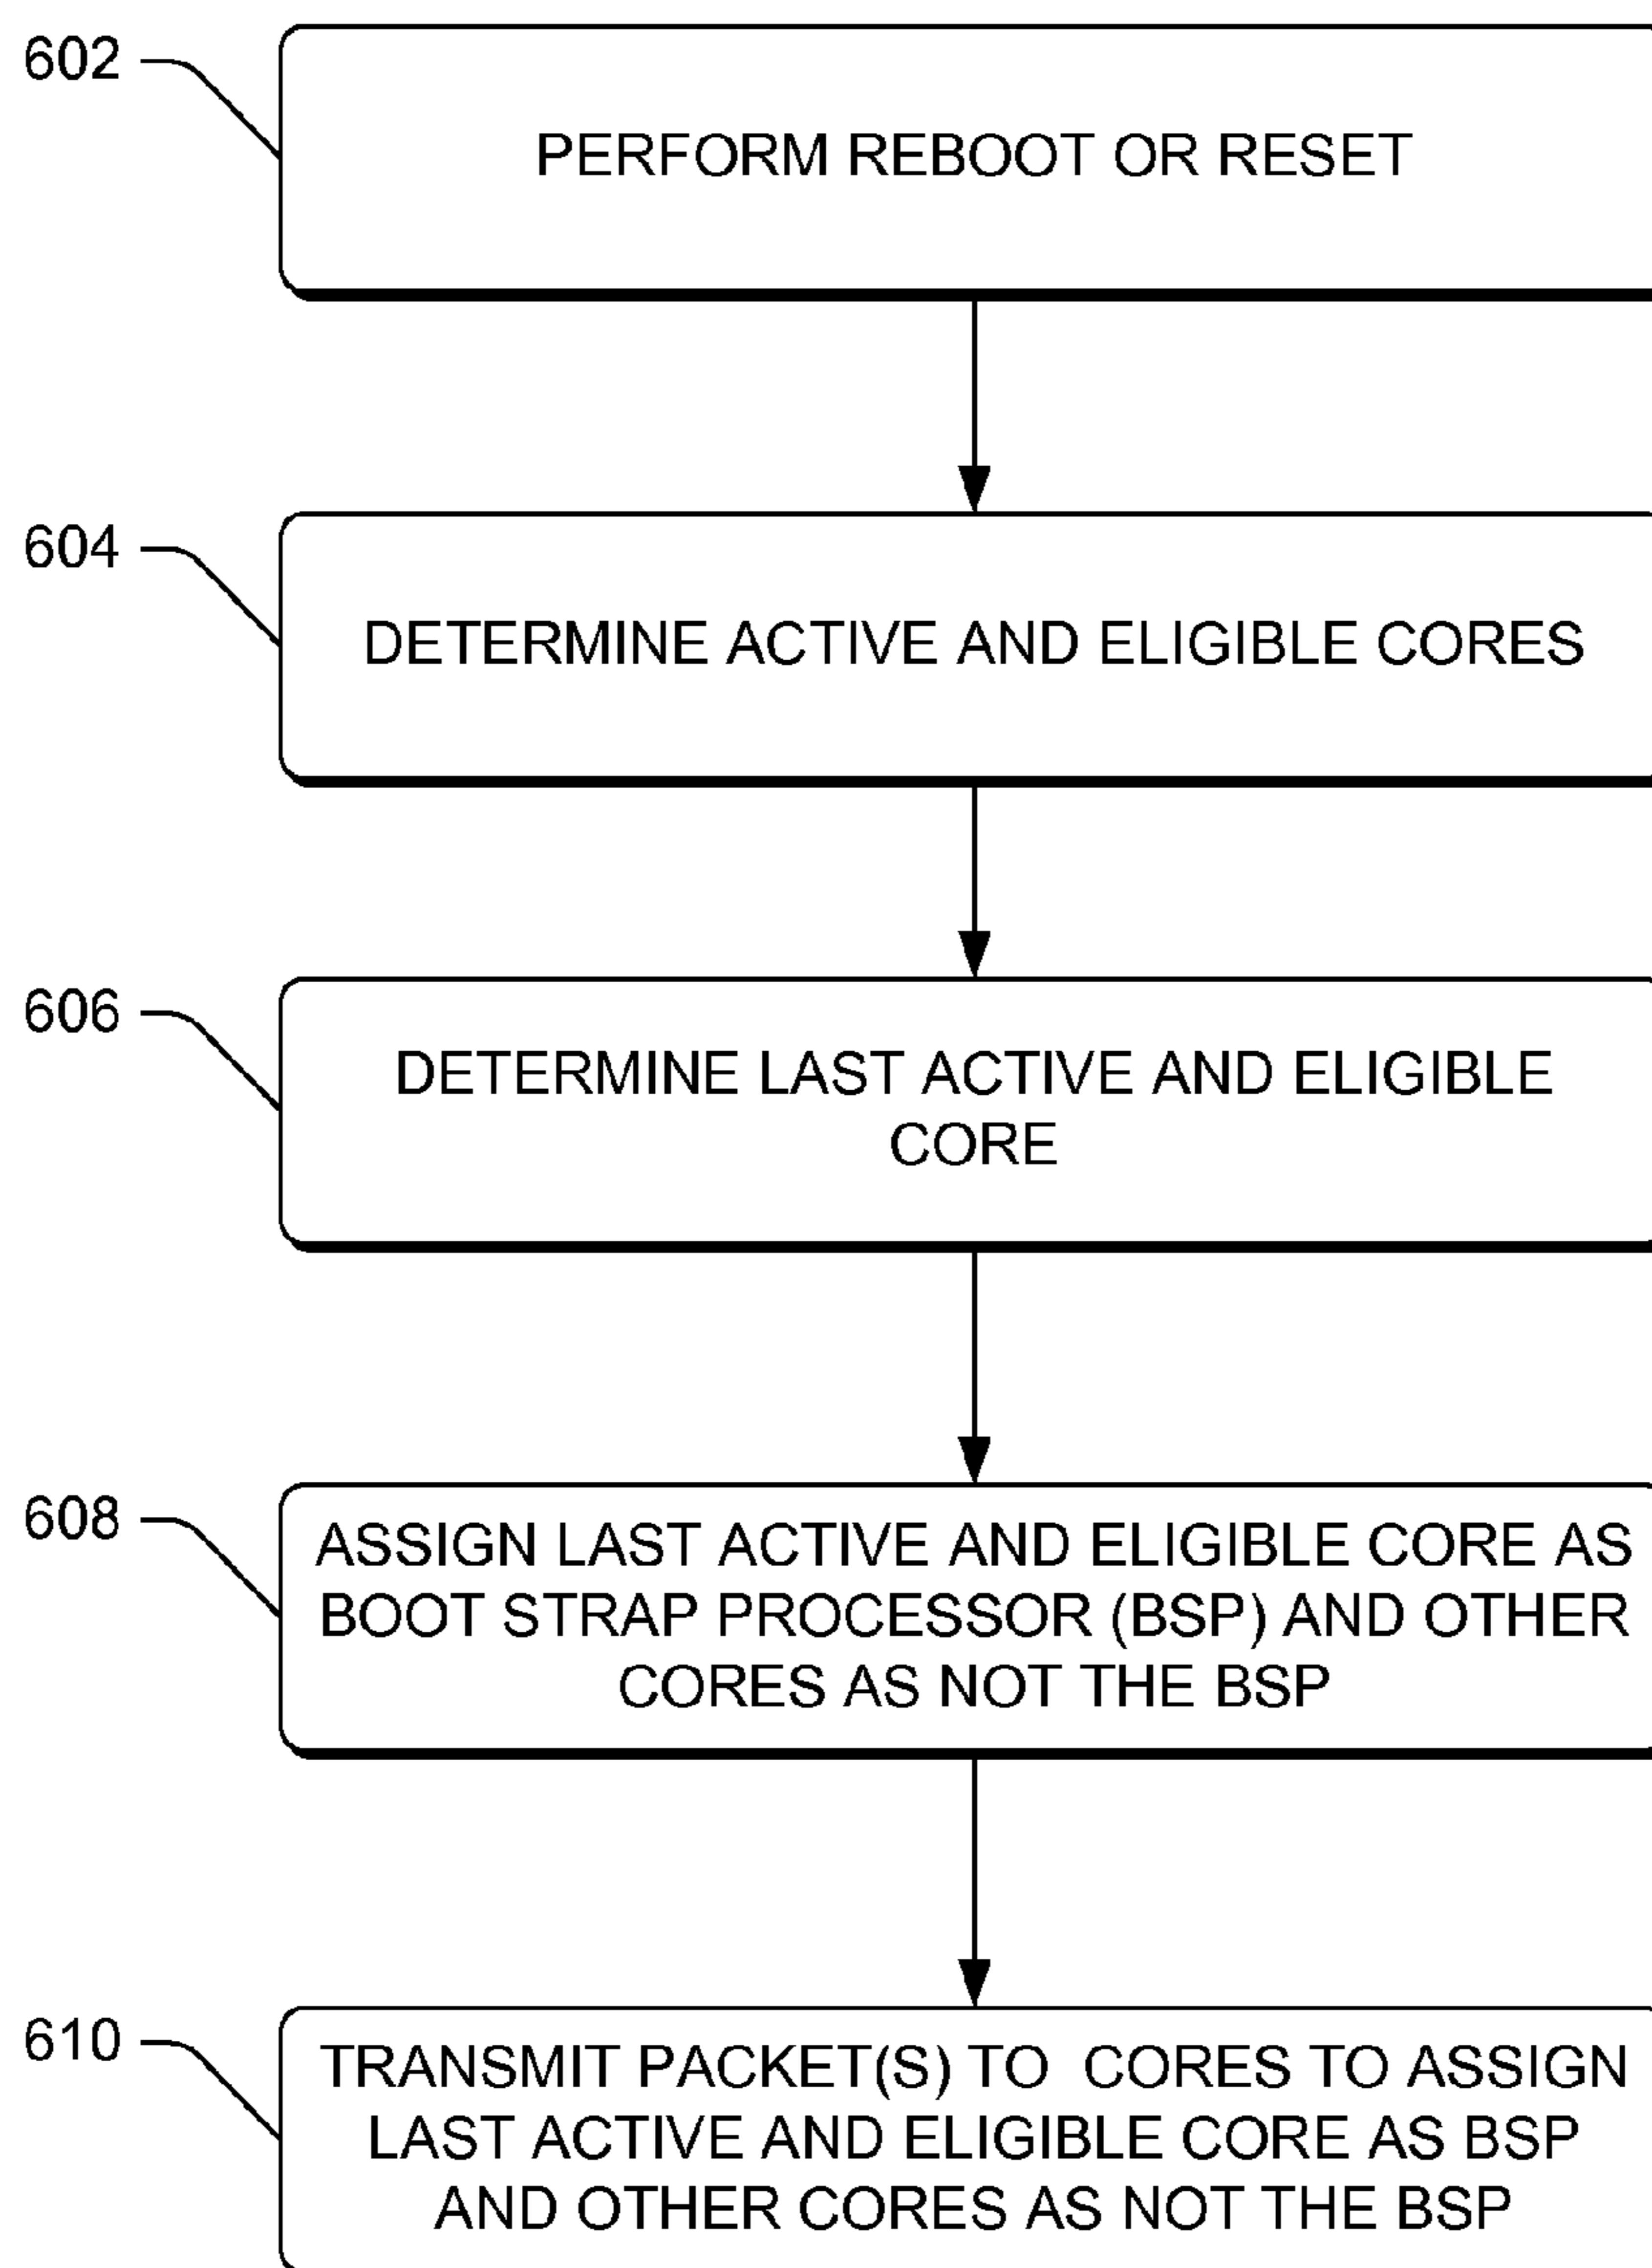 602
PERFORM REBOOT OR RESET
604
DETERMINE ACTIVE AND ELIGIBLE CORES
606
DETERMINE LAST ACTIVE AND ELIGIBLE
CORE
608
ASSIGN LAST ACTIVE AND ELIGIBLE CORE AS
BOOT STRAP PROCESSOR (BSP) AND OTHER
CORES AS NOT THE BSP
610
TRANSMIT PACKET(S) TO CORES TO ASSIGN
LAST ACTIVE AND ELIGIBLE CORE AS BSP
AND OTHER CORES AS NOT THE BSP